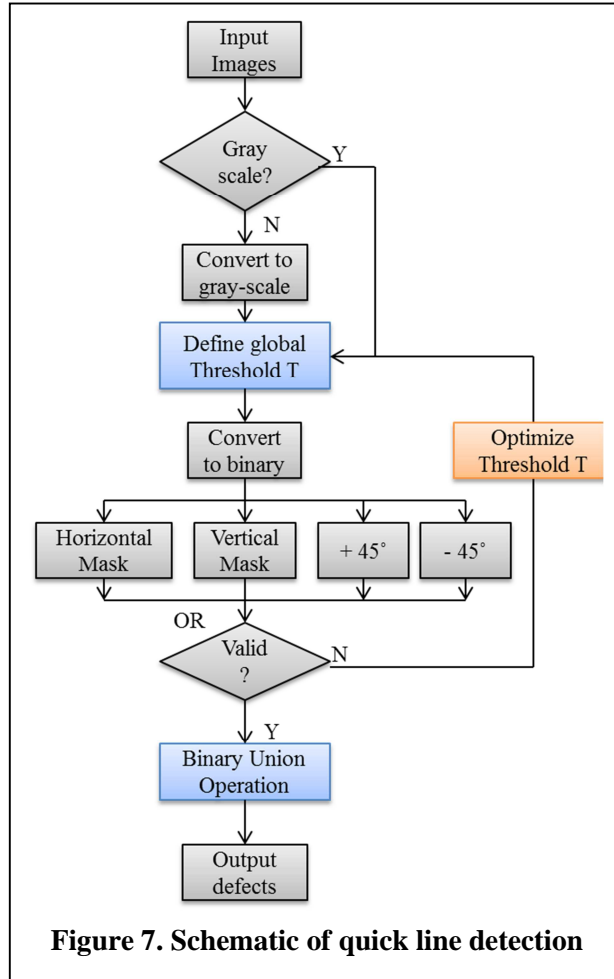 Input
Images
Gray
scale?
Y
N
Convert to
gray-scale
Define global
Threshold T
Convert
to binary
Optimize
Threshold T
Horizontal
Mask
Vertical
Mask
+ 45°
- 45°
OR
Valid
?
N
Y
Binary Union
Operation
Output
defects
Figure 7. Schematic of quick line detection